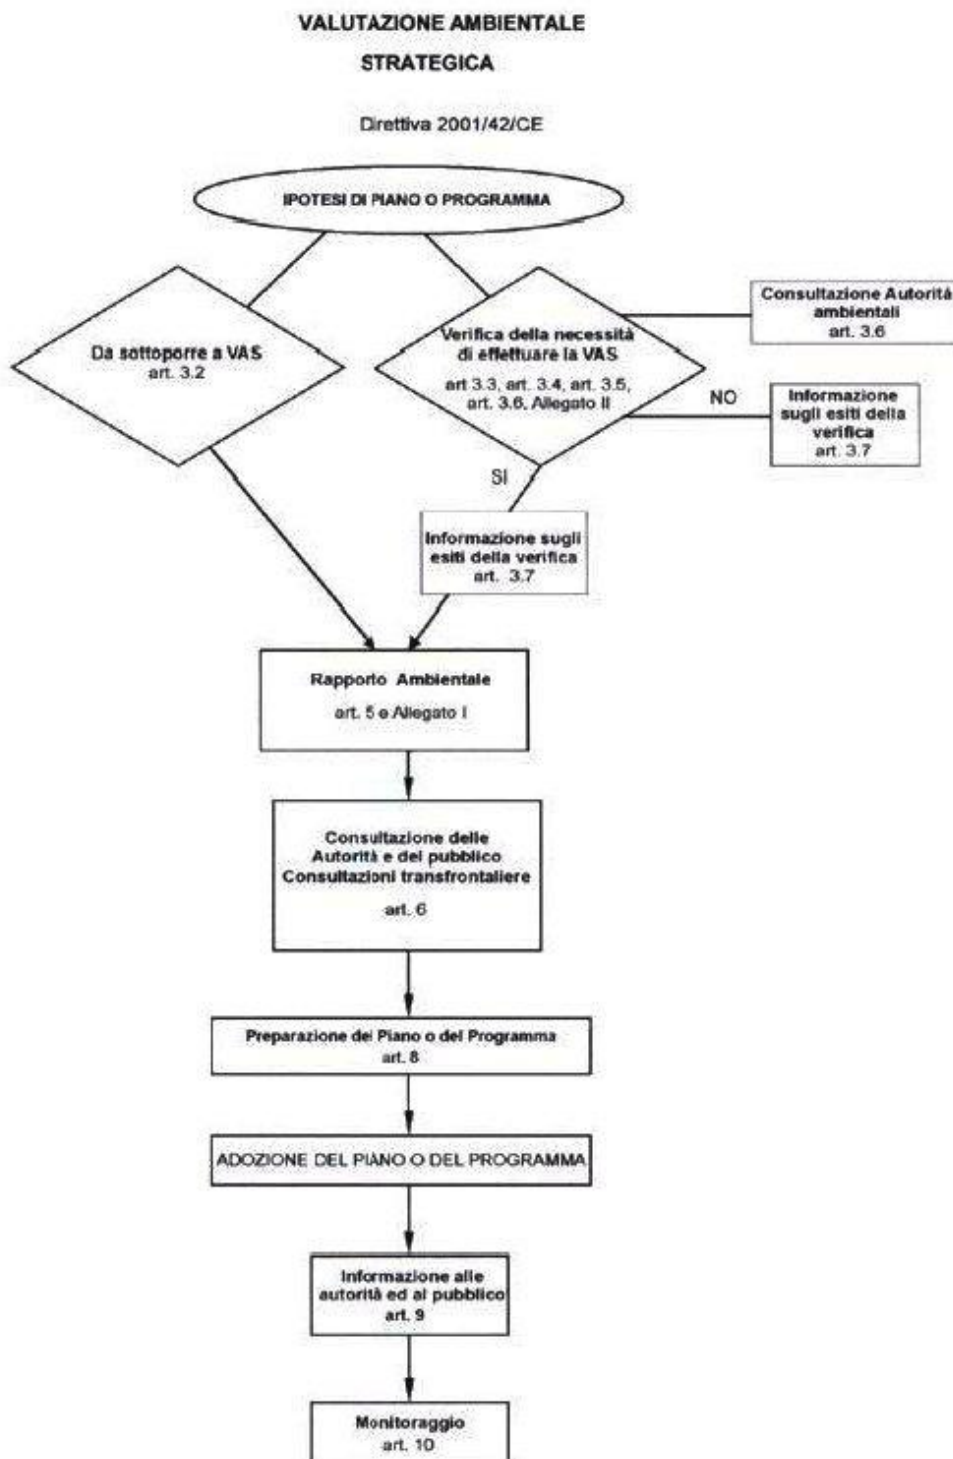 VALUTAZIONE AMBIENTALE
STRATEGICA
Direttiva 2001/42/CE
IPOTESI DI PIANO O PROGRAMMA
Da sottoporre a VAS
art. 3.2
Verifica della necessità
di effettuare la VAS
art 3.3, art. 3.4, art. 3.5,
art. 3.6, Allegato II
Consultazione Autorità
ambientali
art. 3.6
NO
Informazione
sugli esiti della
verifica
art. 3.7
SI
Informazione sugli
esiti della verifica
art. 3.7
Rapporto Ambientale
art. 5 e Allegato I
Consultazione delle
Autorità e del pubblico
Consultazioni transfrontaliere
art. 6
Preparazione del Piano o del Programma
art. 8
ADOZIONE DEL PIANO O DEL PROGRAMMA
Informazione alle
autorità ed al pubblico
art. 9
Monitoraggio
art. 10